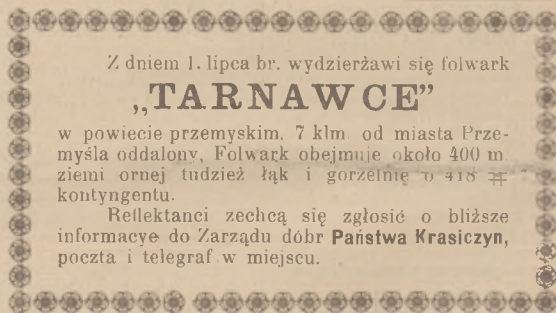 Z dniem 1. lipca br. wydzierżawi się folwark
„TARNAWCE”
w powiecie przemyskim. 7 klm od miasta Prze-
myśla oddalony, Folwark obejmuje około 400 m
ziemi ornej tudzież łąk i gorzelnię o 418
kontyngentu.
Reflektanci zechcą się zgłosić o bliższe
informacye do Zarządu dóbr Państwa Krasiczyn,
poczta i telegraf w miejscu.